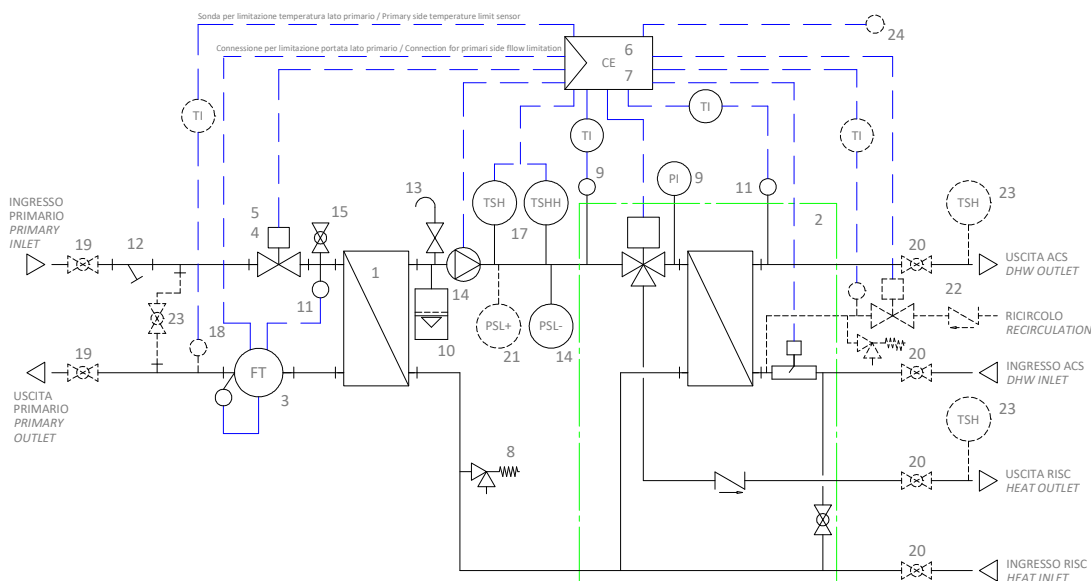 Sonda per limitazione temperatura lato primario / Primary side temperature limit sensor
Connessione per limitazione portata lato primario / Connection for primari side fllow limitation
6
CE
7
24
TI
TI
TI
TI
INGRESSO
PRIMARIO
PRIMARY
INLET
19
12
5
4
15
13
TSH
TSHH
17
9
PI
9
11
2
TSH
23
20
USCITA ACS
DHW OUTLET
1
11
14
10
PSL+
21
PSL-
14
22
RICIRCOLO
RECIRCULATION
23
18
19
FT
3
USCITA
PRIMARIO
PRIMARY
OUTLET
20
INGRESSO ACS
DHW INLET
TSH
23
8
20
USCITA RISC
HEAT OUTLET
20
INGRESSO RISC
HEAT INLET